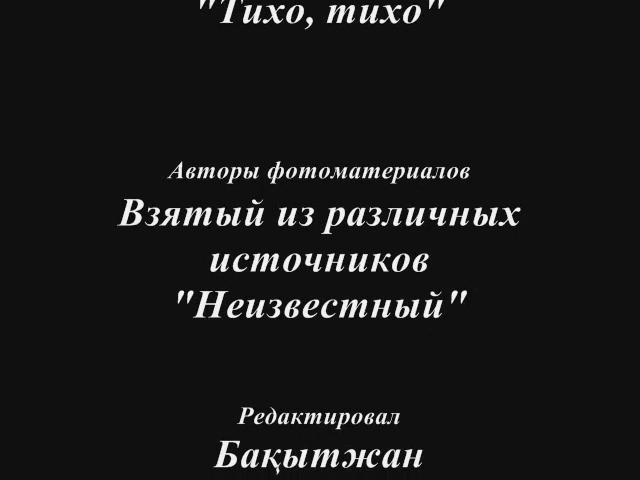 "Тихо, тихо"
Авторы фотоматериалов
Взятый из различных
источников
"Неизвестный"
Редактировал
Бақытжан